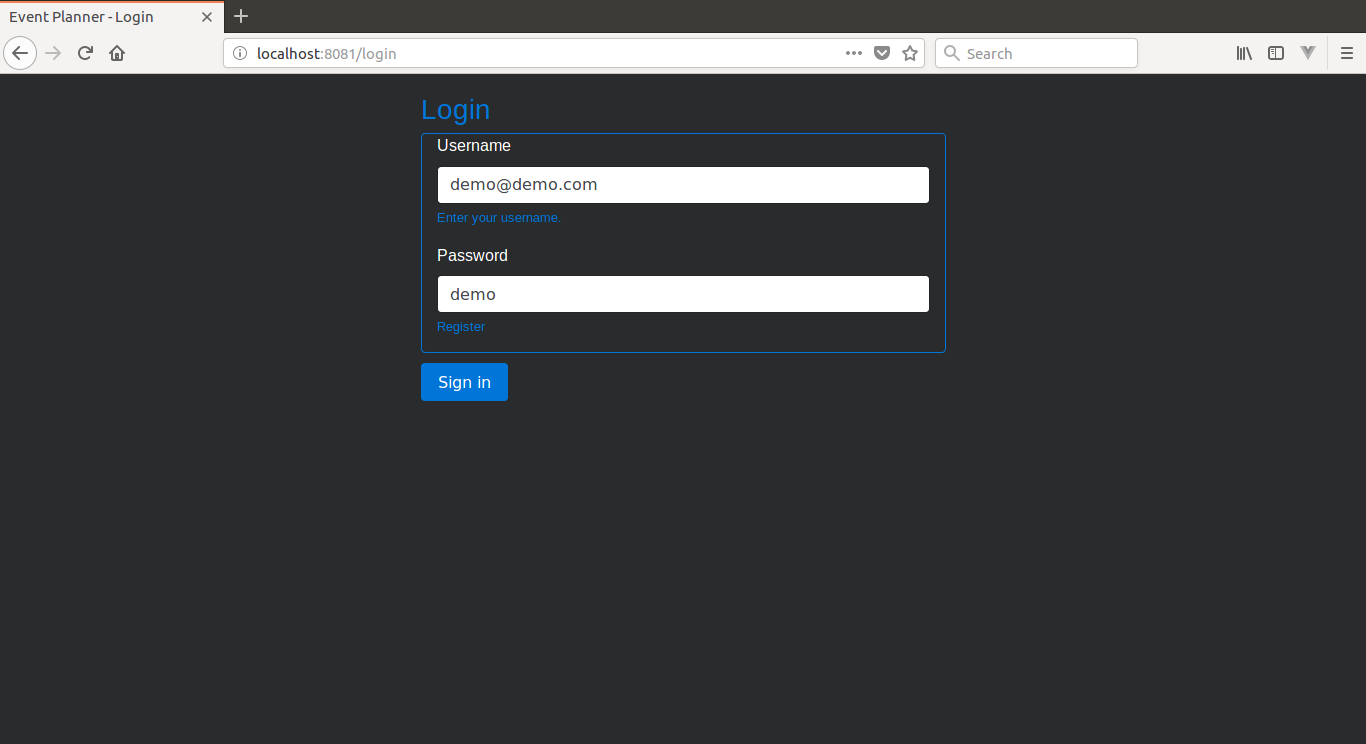 Event Planner - Login
localhost:8081/login
Search
Login
Username
demo@demo.com
Enter your username.
Password
demo
Register
Sign in